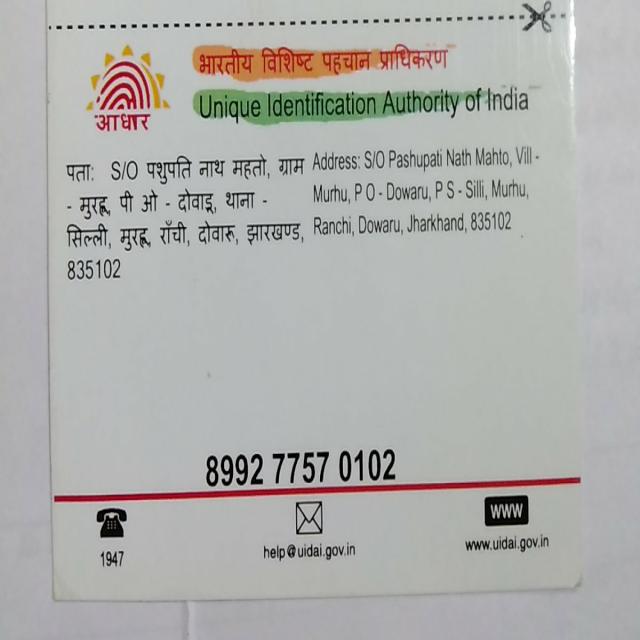 भारतीय विशिष्ट पहचान प्राधिकरण
Unique Identification Authority of India
आधार
पता: S/O पशुपति नाथ महतो, ग्राम
- मुरहू, पी ओ - दोवाडू, थाना -
सिल्ली, मुरहू, राँची, दोवारू, झारखण्ड,
835102
Address: S/O Pashupati Nath Mahto, Vill -
Murhu, P O - Dowaru, P S - Silli, Murhu,
Ranchi, Dowaru, Jharkhand, 835102
8992 7757 0102
1947
help@uidai.gov.in
WWW
www.uidai.gov.in